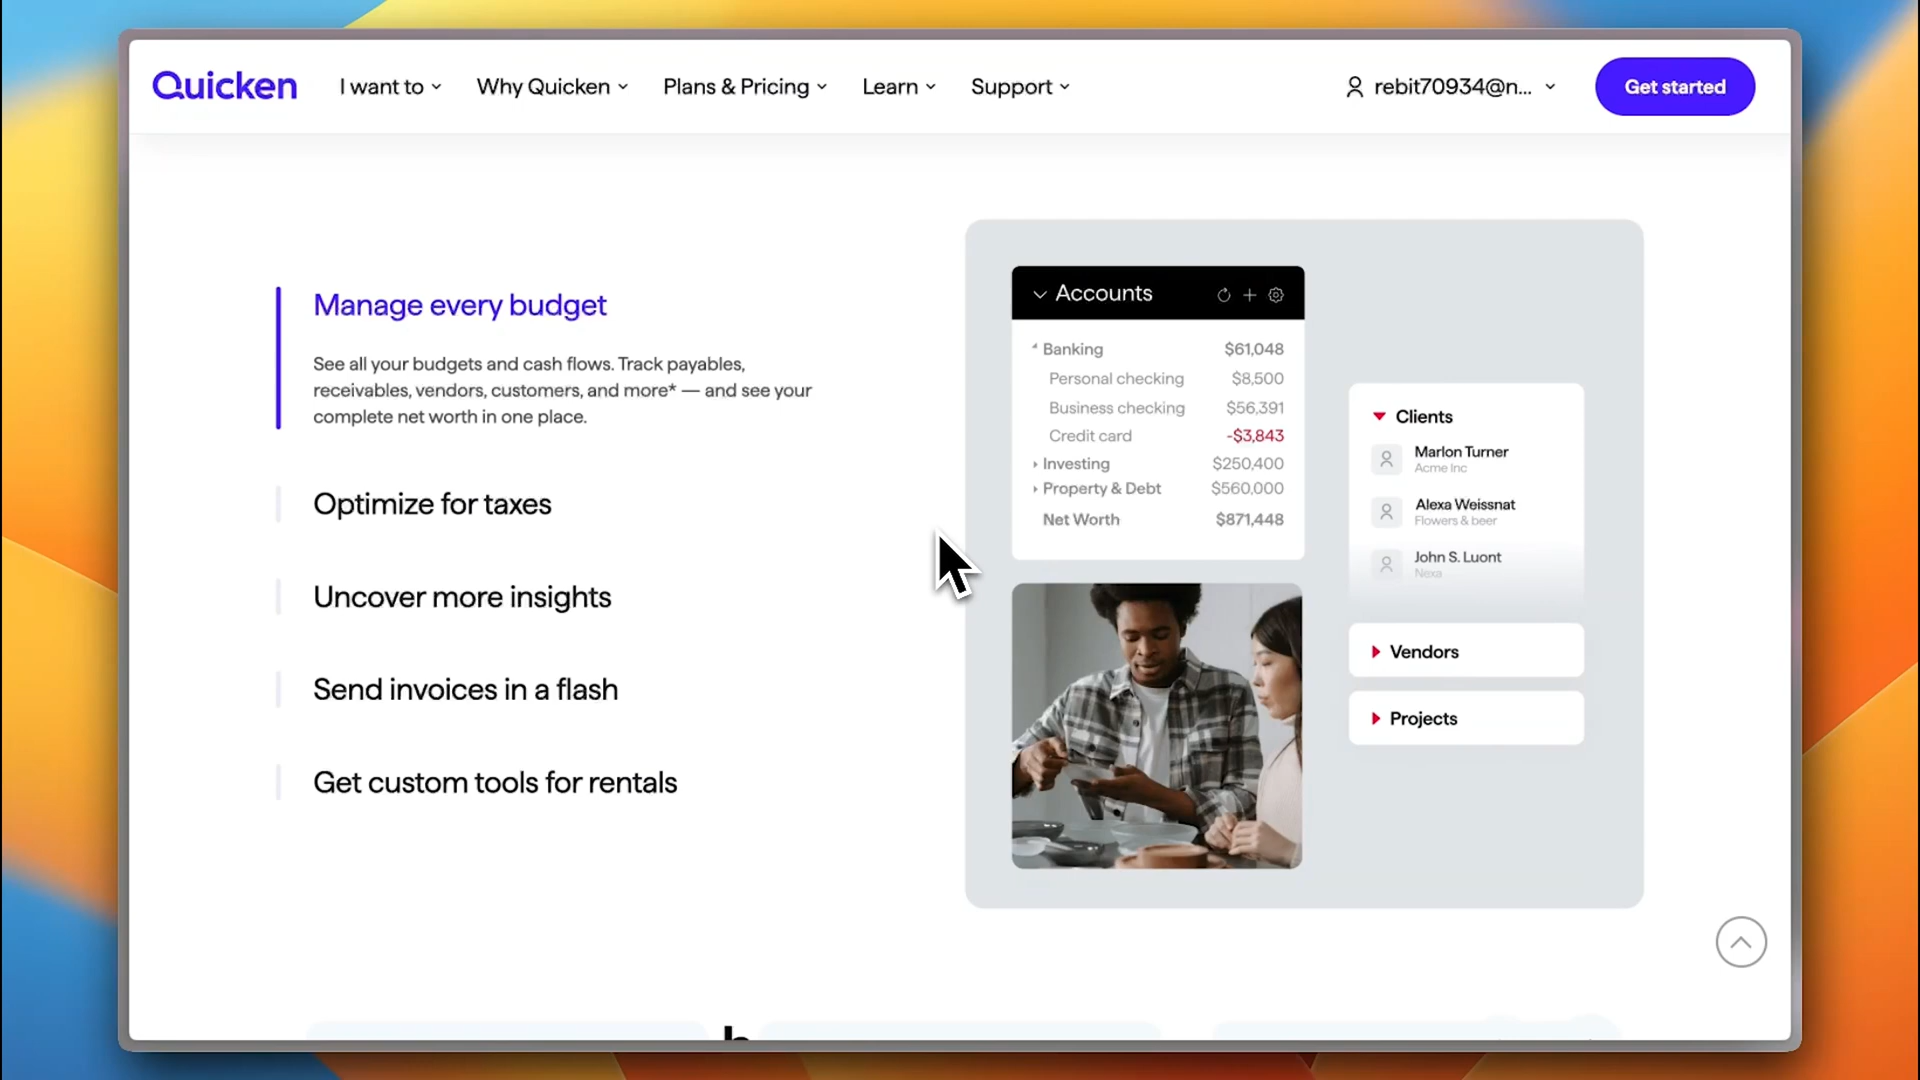 Quicken
I want to
Why Quicken
Plans & Pricing
Learn
Support
rebit70934@n...
Get started
Manage every budget
See all your budgets and cash flows. Track payables,
receivables, vendors, customers, and more* — and see your
complete net worth in one place.
Optimize for taxes
Uncover more insights
Send invoices in a flash
Get custom tools for rentals
Accounts
Banking $61,048
Personal checking $8,500
Business checking $56,391
Credit card -$3,843
Investing $250,400
Property & Debt $560,000
Net Worth $871,448
Clients
Marlon Turner
Acme Inc
Alexa Weissnat
Flowers & beer
John S. Luont
Nexa
Vendors
Projects